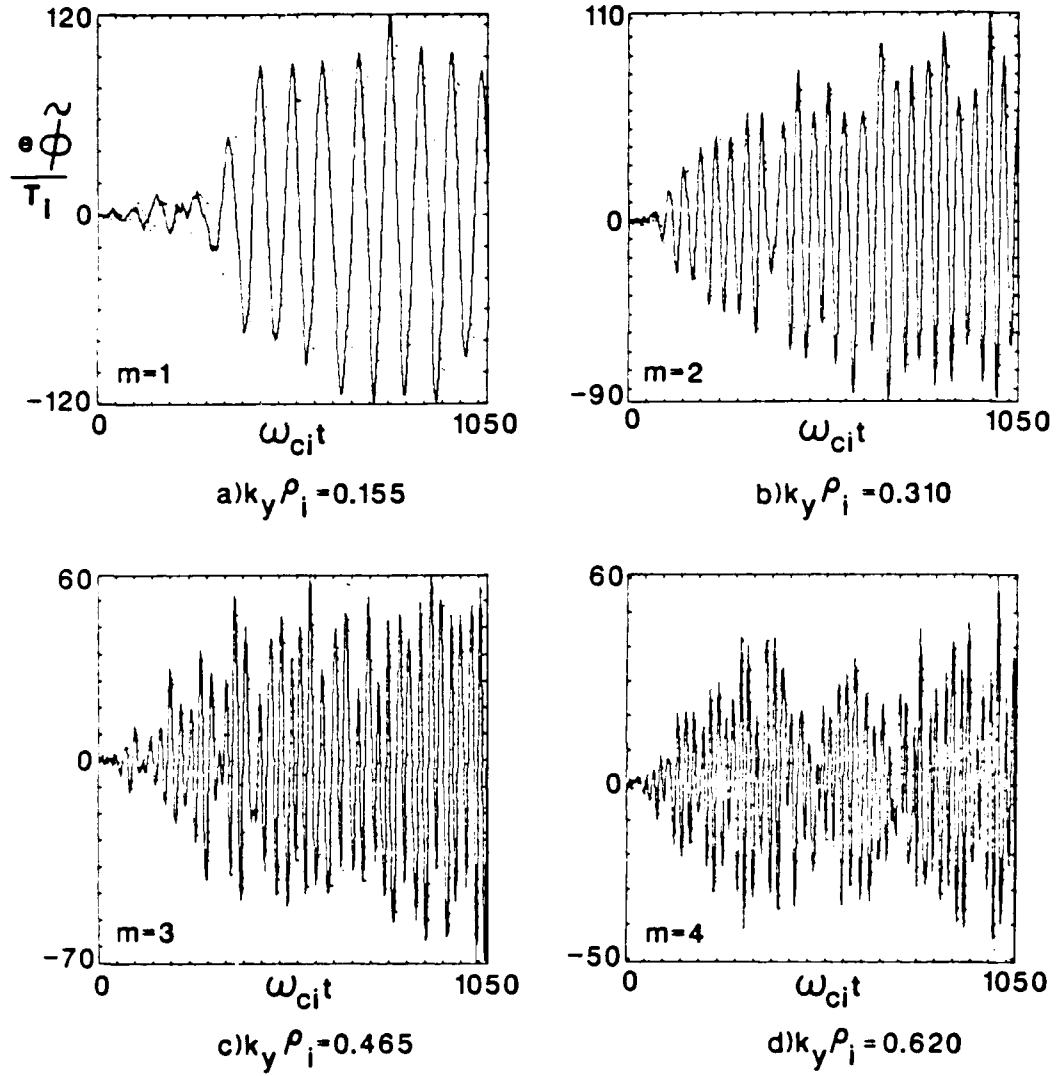 120
eφ̃
Ti
0
-120
m=1
0
ω_ci t
1050
a)k_y ρ_i =0.155
110
0
-90
m=2
0
ω_ci t
1050
b)k_y ρ_i =0.310
60
0
-70
m=3
0
ω_ci t
1050
c)k_y ρ_i =0.465
60
0
-50
m=4
0
ω_ci t
1050
d)k_y ρ_i =0.620